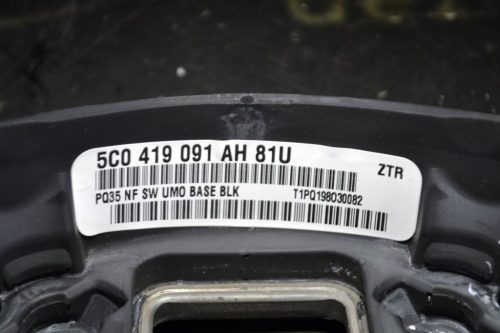 5C0 419 091 AH 81U
ZTR
PQ35 NF SW UMO BASE BLK T1PQ198030082